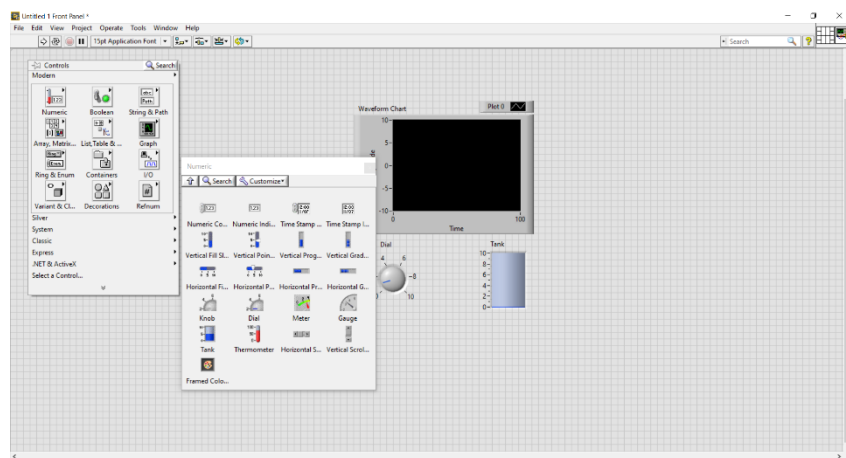 Untitled 1 Front Panel *
File Edit View Project Operate Tools Window Help
15pt Application Font
Search
Controls Search
Modern
Numeric Boolean String & Path
Array, Matrix... List, Table & ... Graph
Ring & Enum Containers I/O
Variant & Cl... Decorations Refnum
Silver
System
Classic
Express
.NET & ActiveX
Select a Control...
Numeric
Search Customize
Numeric Co... Numeric Indi... Time Stamp ... Time Stamp I...
Vertical Fill Sl... Vertical Poin... Vertical Prog... Vertical Grad...
Horizontal Fi... Horizontal P... Horizontal Pr... Horizontal G...
Knob Dial Meter Gauge
Tank Thermometer Horizontal S... Vertical Scrol...
Framed Colo...
Waveform Chart Plot 0
10-
5-
0-
-5-
-10-
0 100
Time
Dial
4 6
-8
10
Tank
10-
8-
6-
4-
2-
0-